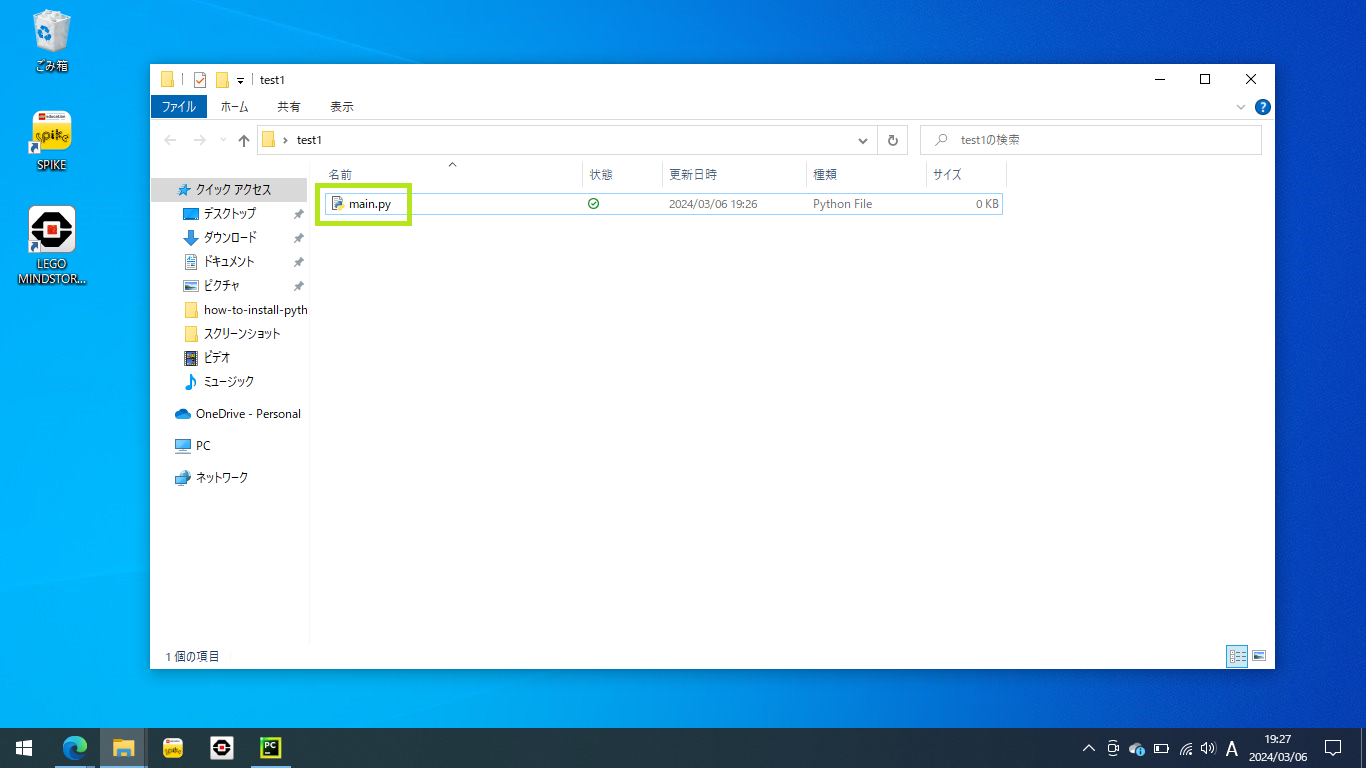 ごみ箱
LEGO education
spike
SPIKE
LEGO
MINDSTOR...
test1
ファイル
ホーム
共有
表示
?
test1
test1の検索
名前
状態
更新日時
種類
サイズ
main.py
2024/03/06 19:26
Python File
0 KB
クイック アクセス
デスクトップ
ダウンロード
ドキュメント
ピクチャ
how-to-install-pyth
スクリーンショット
ビデオ
ミュージック
OneDrive - Personal
PC
ネットワーク
1 個の項目
spike
PC
A
19:27
2024/03/06